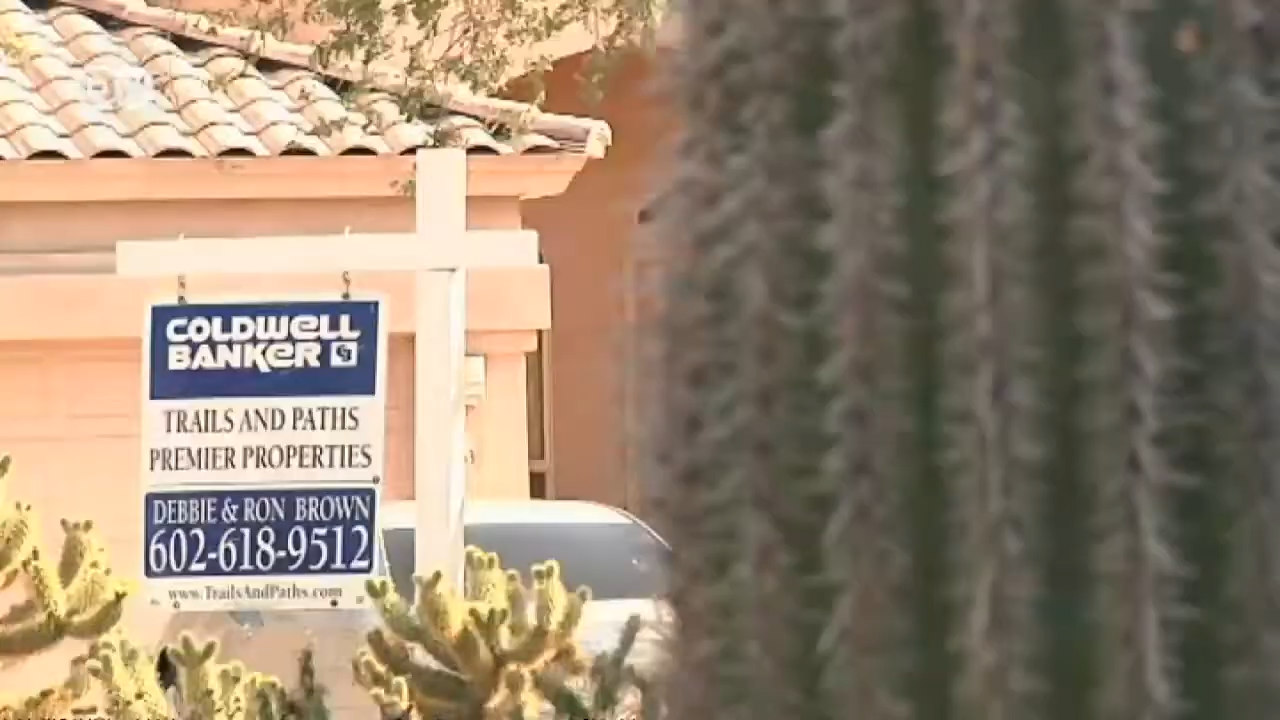 COLDWELL
BANKER
TRAILS AND PATHS
PREMIER PROPERTIES
DEBBIE & RON BROWN
602-618-9512
www.TrailsAndPaths.com